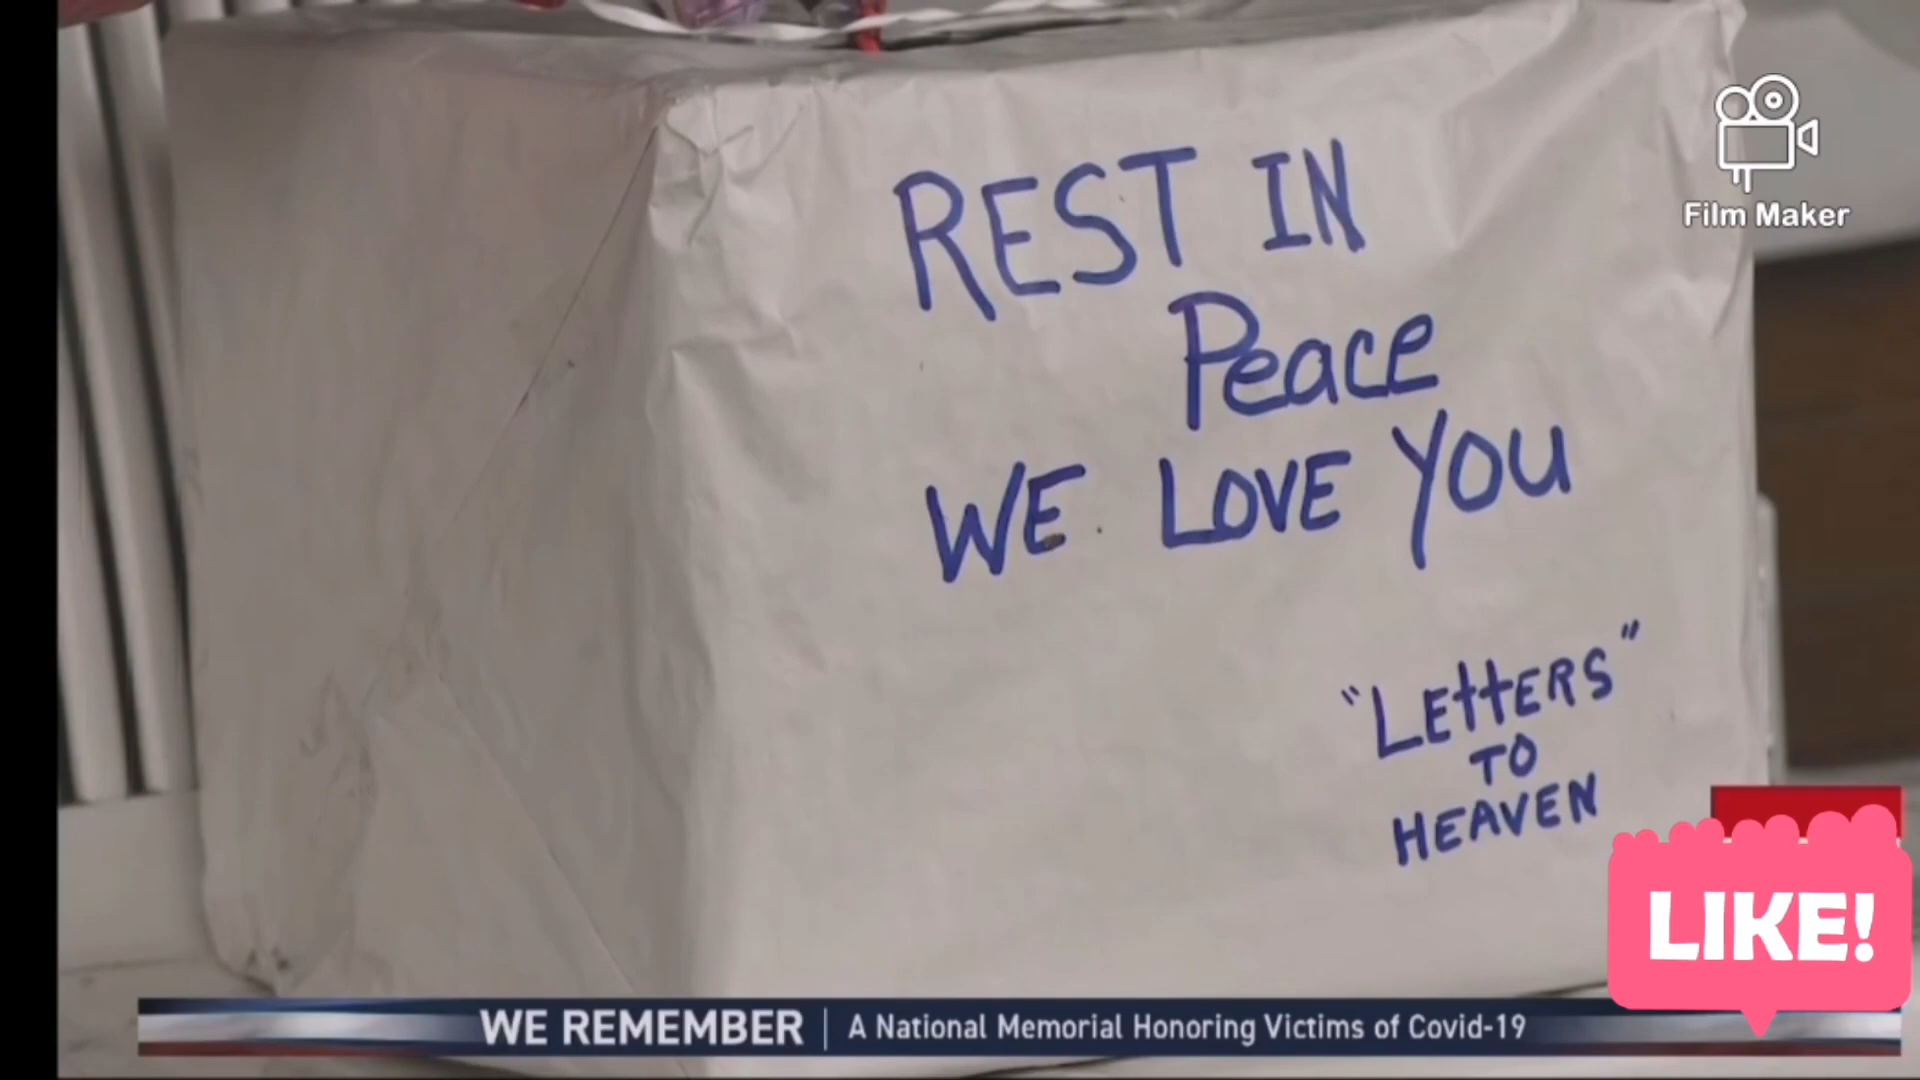 REST IN
Peace
WE LOVE YOU
"LEttERS"
TO
HEAVEN
Film Maker
LIKE!
WE REMEMBER | A National Memorial Honoring Victims of Covid-19